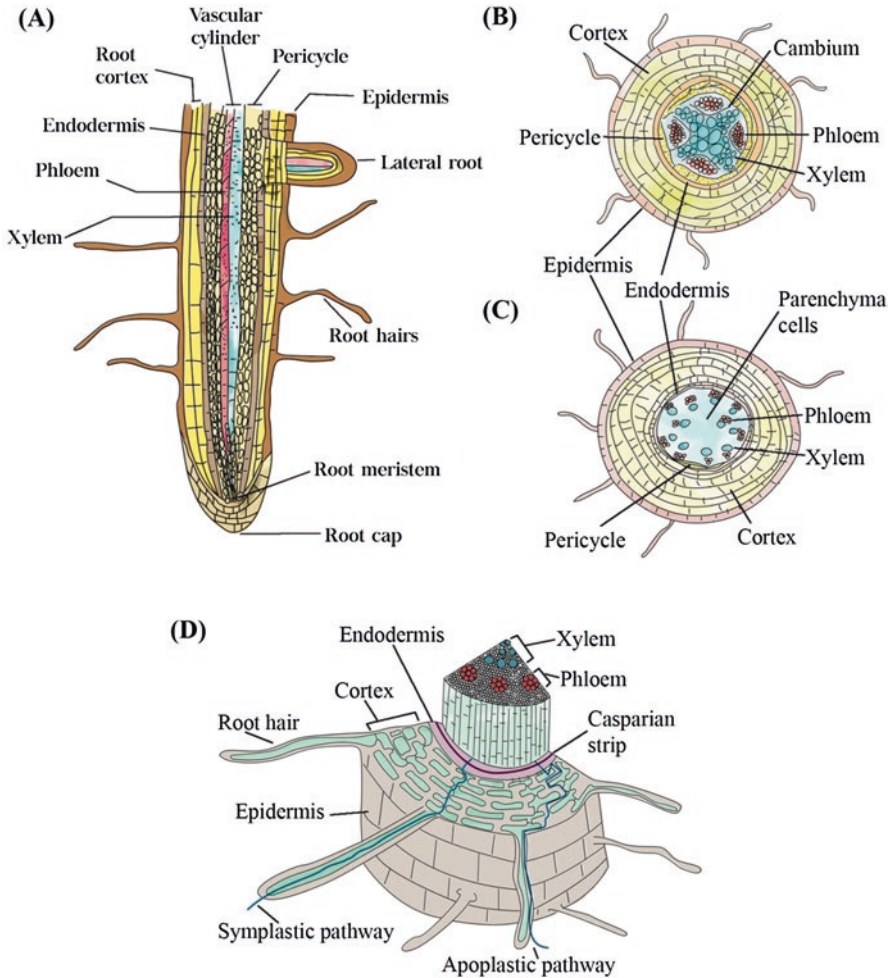 (A)
Vascular
cylinder
Pericycle
Root
cortex
Epidermis
Endodermis
Lateral root
Phloem
Xylem
Root hairs
Root meristem
Root cap
(B)
Cortex
Cambium
Pericycle
Phloem
Xylem
Epidermis
Endodermis
(C)
Parenchyma
cells
Phloem
Xylem
Pericycle
Cortex
(D)
Endodermis
Xylem
Cortex
Phloem
Root hair
Casparian
strip
Epidermis
Symplastic pathway
Apoplastic pathway